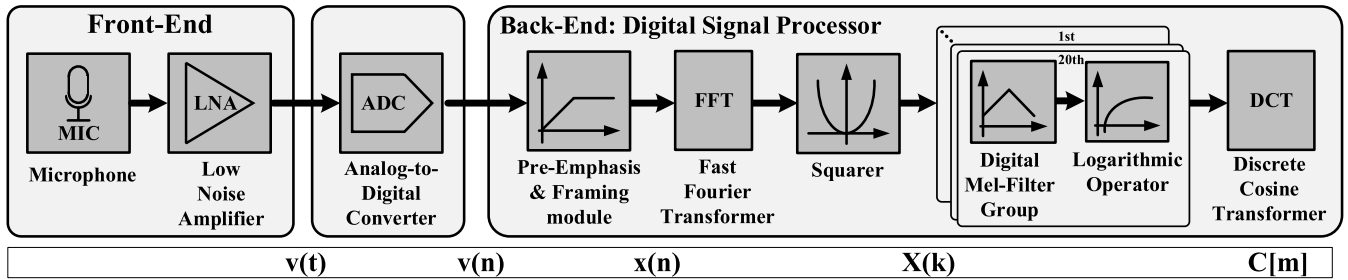 Front-End
MIC
Microphone
LNA
Low
Noise
Amplifier
ADC
Analog-to-
Digital
Converter
Back-End: Digital Signal Processor
Pre-Emphasis
& Framing
module
FFT
Fast
Fourier
Transformer
Squarer
1st
20th
Digital
Mel-Filter
Group
Logarithmic
Operator
DCT
Discrete
Cosine
Transformer
v(t)
v(n)
x(n)
X(k)
C[m]